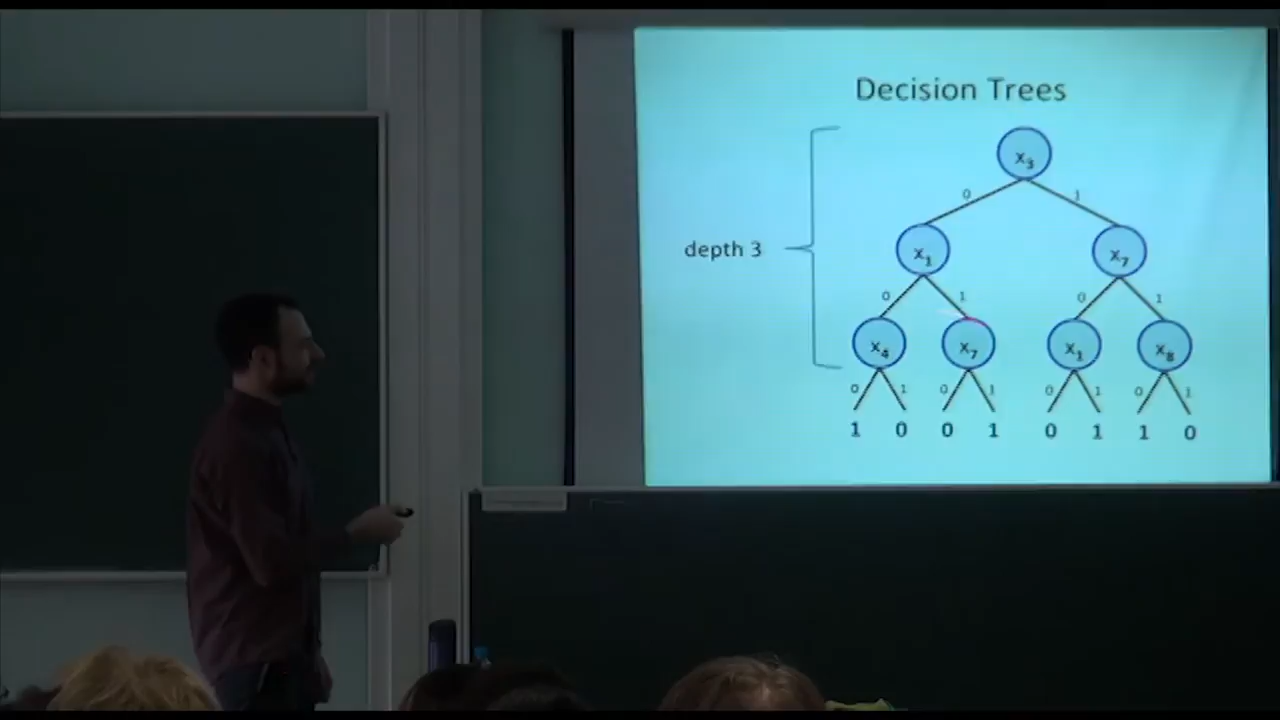 Decision Trees
x3
0 1
depth 3
x1 x7
0 1 0 1
x4 x7 x1 x8
0 1 0 1 0 1 0 1
1 0 0 1 0 1 1 0